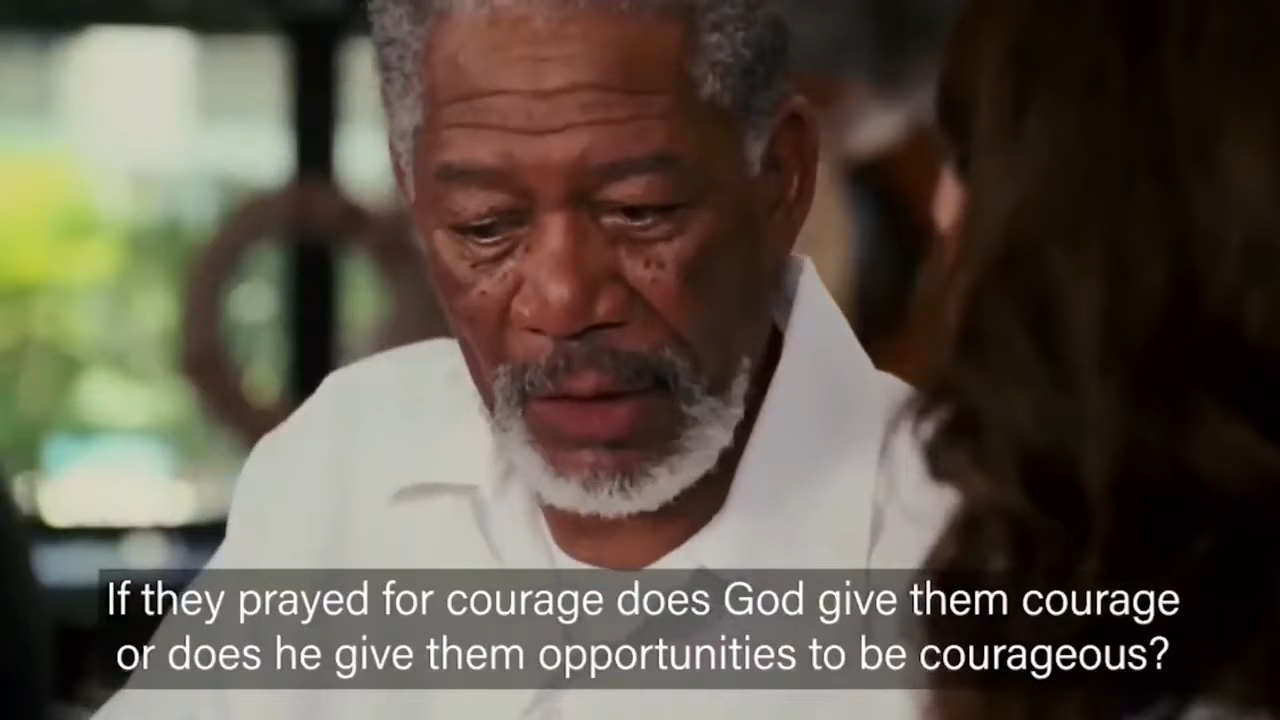 If they prayed for courage does God give them courage
or does he give them opportunities to be courageous?